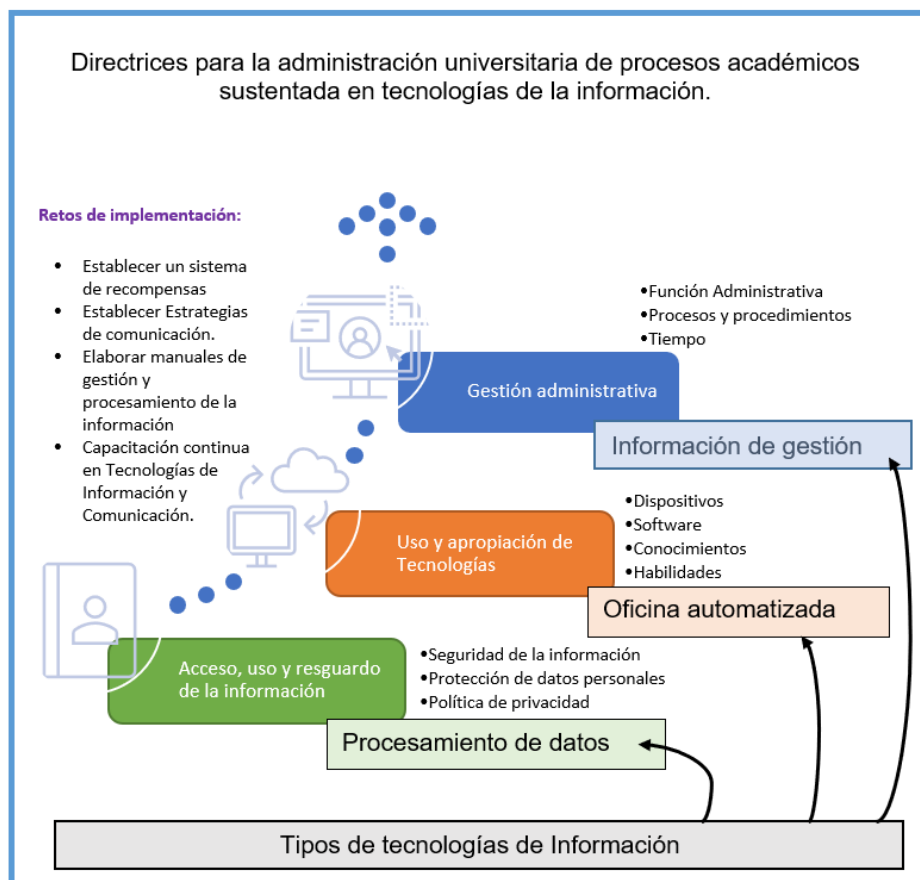 Directrices para la administración universitaria de procesos académicos
sustentada en tecnologías de la información.
Retos de implementación:
• Establecer un sistema
de recompensas
• Establecer Estrategias
de comunicación.
• Elaborar manuales de
gestión y
procesamiento de la
información
• Capacitación continua
en Tecnologías de
Información y
Comunicación.
•Función Administrativa
•Procesos y procedimientos
•Tiempo
Gestión administrativa
Información de gestión
•Dispositivos
•Software
•Conocimientos
•Habilidades
Uso y apropiación de
Tecnologías
Oficina automatizada
•Seguridad de la información
•Protección de datos personales
•Política de privacidad
Acceso, uso y resguardo
de la información
Procesamiento de datos
Tipos de tecnologías de Información